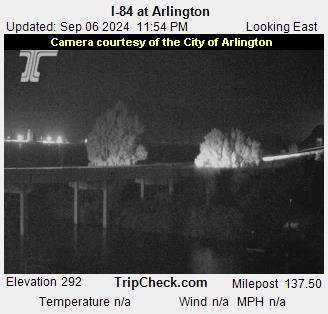 I-84 at Arlington
Updated: Sep 06 2024 11:54 PM Looking East
Camera courtesy of the City of Arlington
Elevation 292 TripCheck.com Milepost 137.50
Temperature n/a Wind n/a MPH n/a